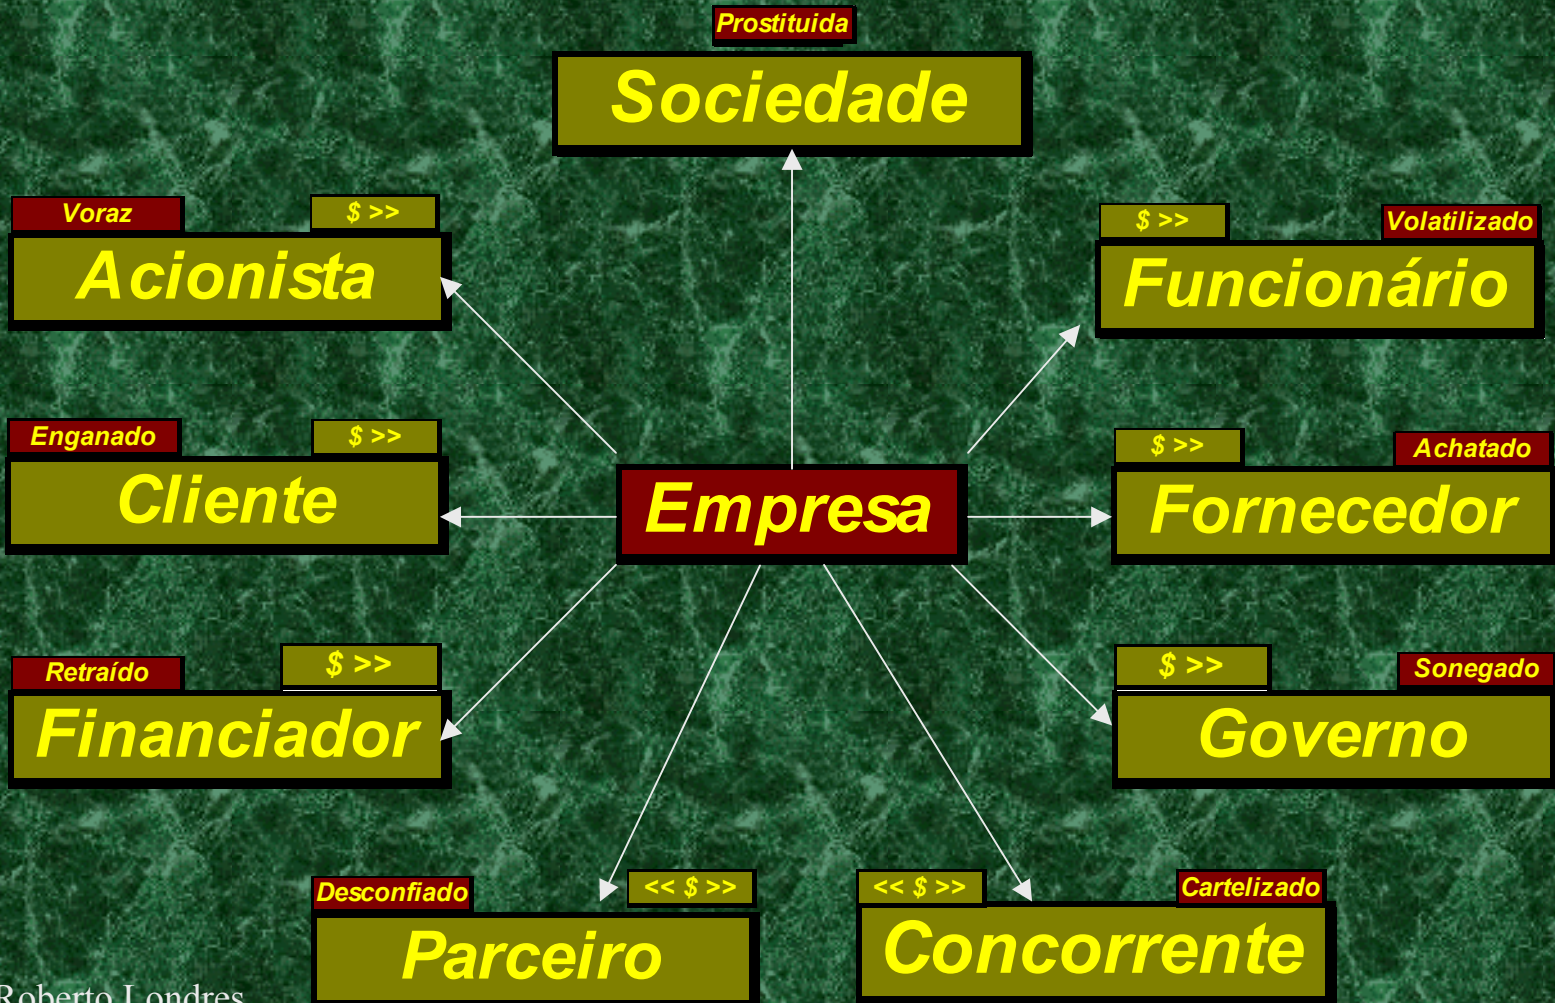 Prostituida
Sociedade
Voraz
$ >>
Acionista
$ >>
Volatilizado
Funcionário
Enganado
$ >>
Cliente
Empresa
$ >>
Achatado
Fornecedor
Retraído
$ >>
Financiador
$ >>
Sonegado
Governo
Desconfiado
<< $ >>
Parceiro
<< $ >>
Cartelizado
Concorrente
Roberto Londres